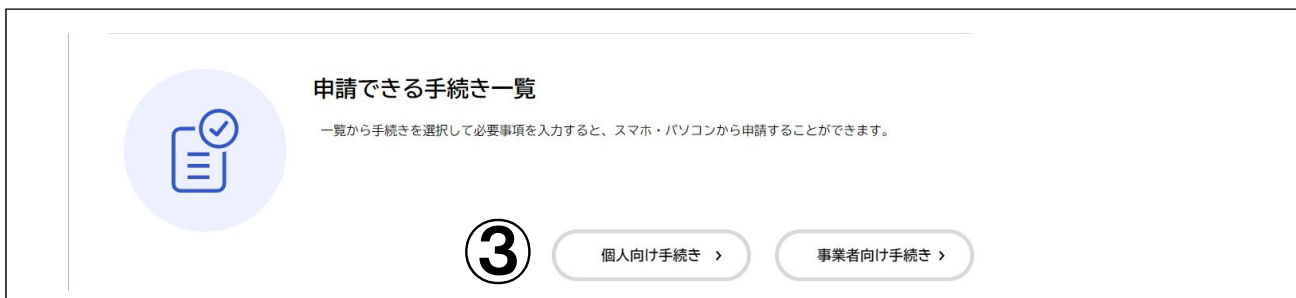 申請できる手続き一覧
一覧から手続きを選択して必要事項を入力すると、スマホ・パソコンから申請することができます。
③ 個人向け手続き › 事業者向け手続き ›